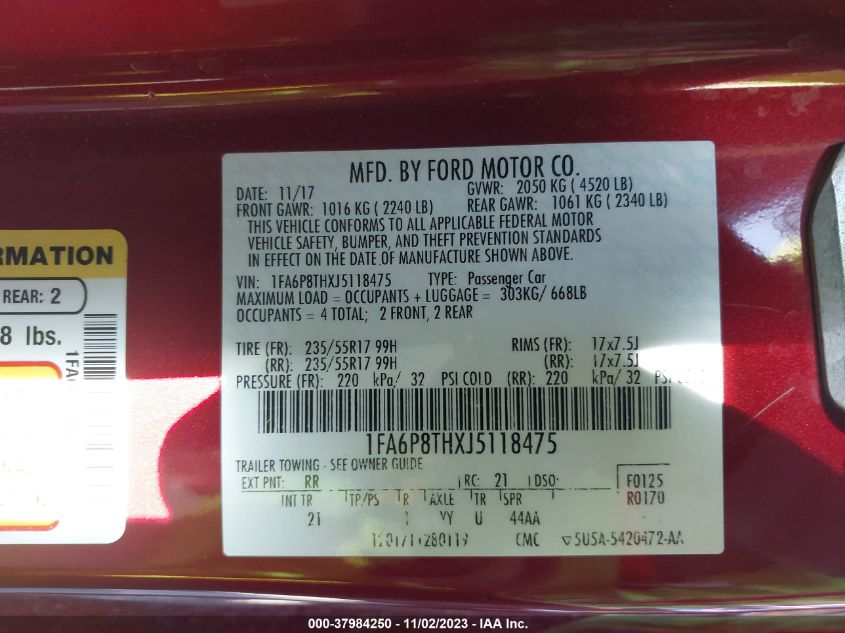 MFD. BY FORD MOTOR CO.
DATE: 11/17 GVWR: 2050 KG ( 4520 LB)
FRONT GAWR: 1016 KG ( 2240 LB) REAR GAWR: 1061 KG ( 2340 LB)
THIS VEHICLE CONFORMS TO ALL APPLICABLE FEDERAL MOTOR
VEHICLE SAFETY, BUMPER, AND THEFT PREVENTION STANDARDS
IN EFFECT ON THE DATE OF MANUFACTURE SHOWN ABOVE.
VIN: 1FA6P8THXJ5118475 TYPE: Passenger Car
MAXIMUM LOAD = OCCUPANTS + LUGGAGE = 303KG/ 668LB
OCCUPANTS = 4 TOTAL; 2 FRONT, 2 REAR
TIRE (FR): 235/55R17 99H RIMS (FR): 17x7.5J
(RR): 235/55R17 99H (RR): 17x7.5J
PRESSURE (FR): 220 kPa/ 32 PSI COLD (RR): 220 kPa/ 32 PSI COLD
1FA6P8THXJ5118475
TRAILER TOWING - SEE OWNER GUIDE
EXT PNT: RR RC: 21 DSO: F0125
INT TR TP/PS R AXLE TR SPR R0170
21 YY U 44AA
CMC
RMATION
REAR: 2
8 lbs.
1FA
000-37984250 - 11/02/2023 - IAA Inc.